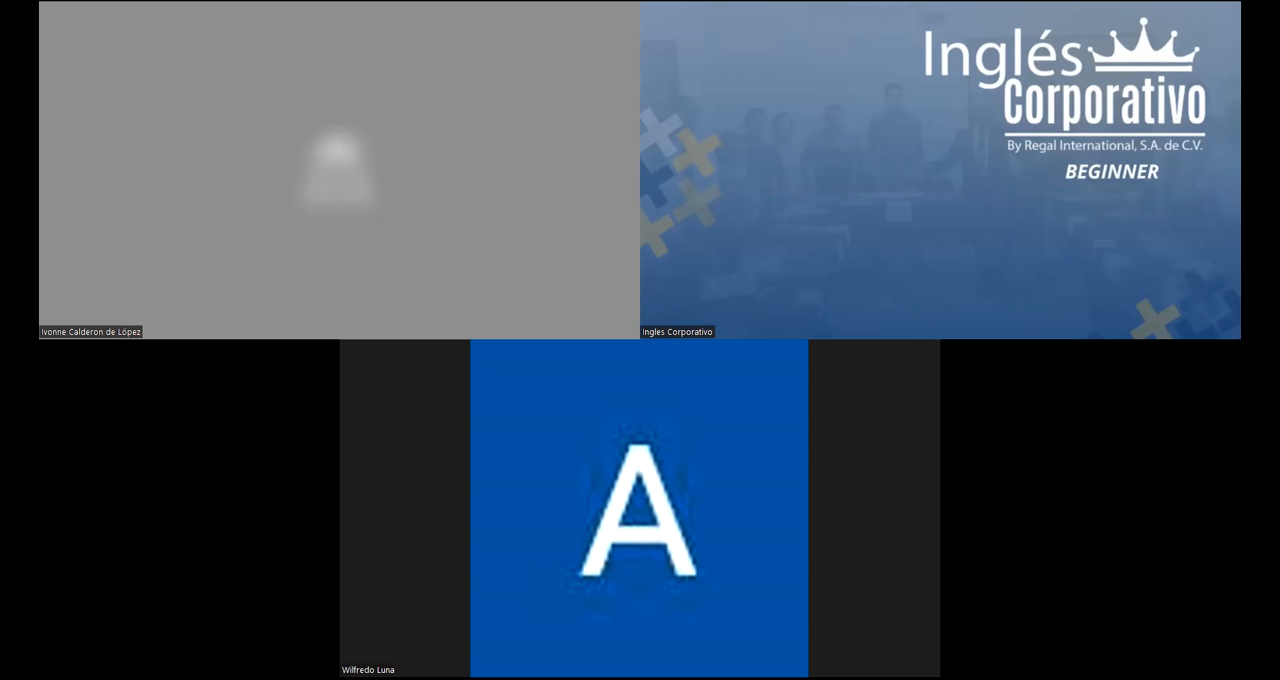 Inglés
Corporativo
By Regal International, S.A. de C.V.
BEGINNER
Ivonne Calderon de López
Ingles Corporativo
A
Wilfredo Luna